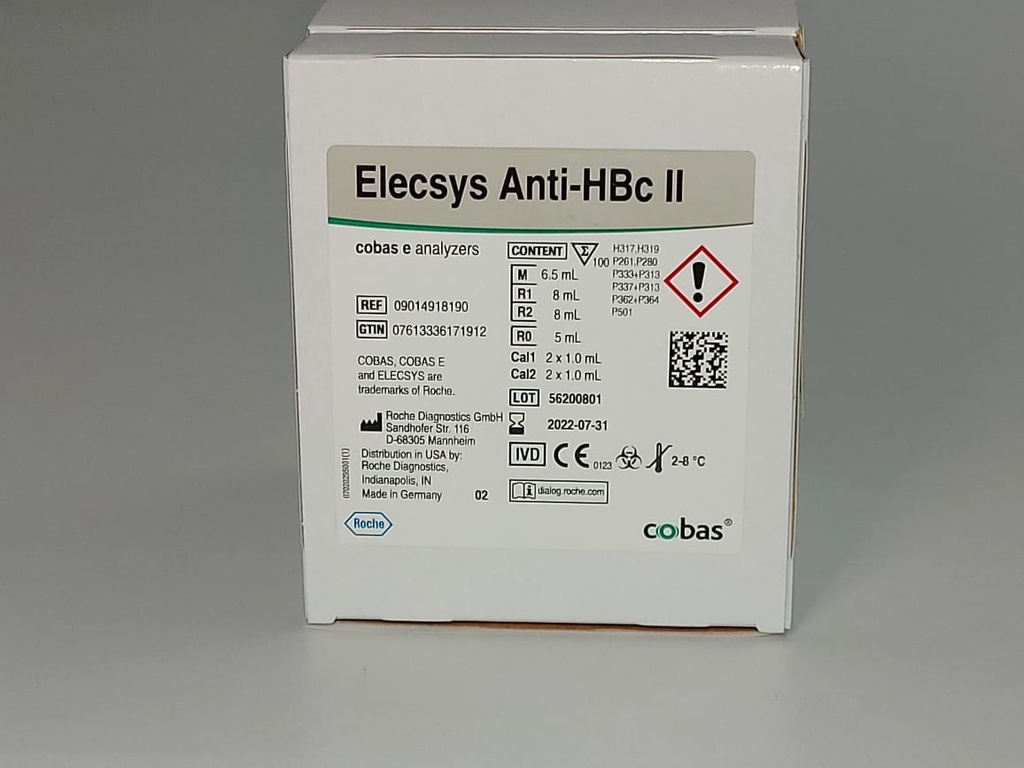 Elecsys Anti-HBc II
cobas e analyzers
REF 09014918190
GTIN 07613336171912
COBAS, COBAS E
and ELECSYS are
trademarks of Roche.
Roche Diagnostics GmbH
Sandhofer Str. 116
D-68305 Mannheim
Distribution in USA by:
Roche Diagnostics,
Indianapolis, IN
Made in Germany 02
Roche
CONTENT Σ 100
M 6.5 mL
R1 8 mL
R2 8 mL
R0 5 mL
Cal1 2 x 1.0 mL
Cal2 2 x 1.0 mL
LOT 56200801
2022-07-31
IVD CE 0123 2-8 °C
i dialog.roche.com
H317,H319
P261,P280
P333+P313
P337+P313
P362+P364
P501
!
cobas®